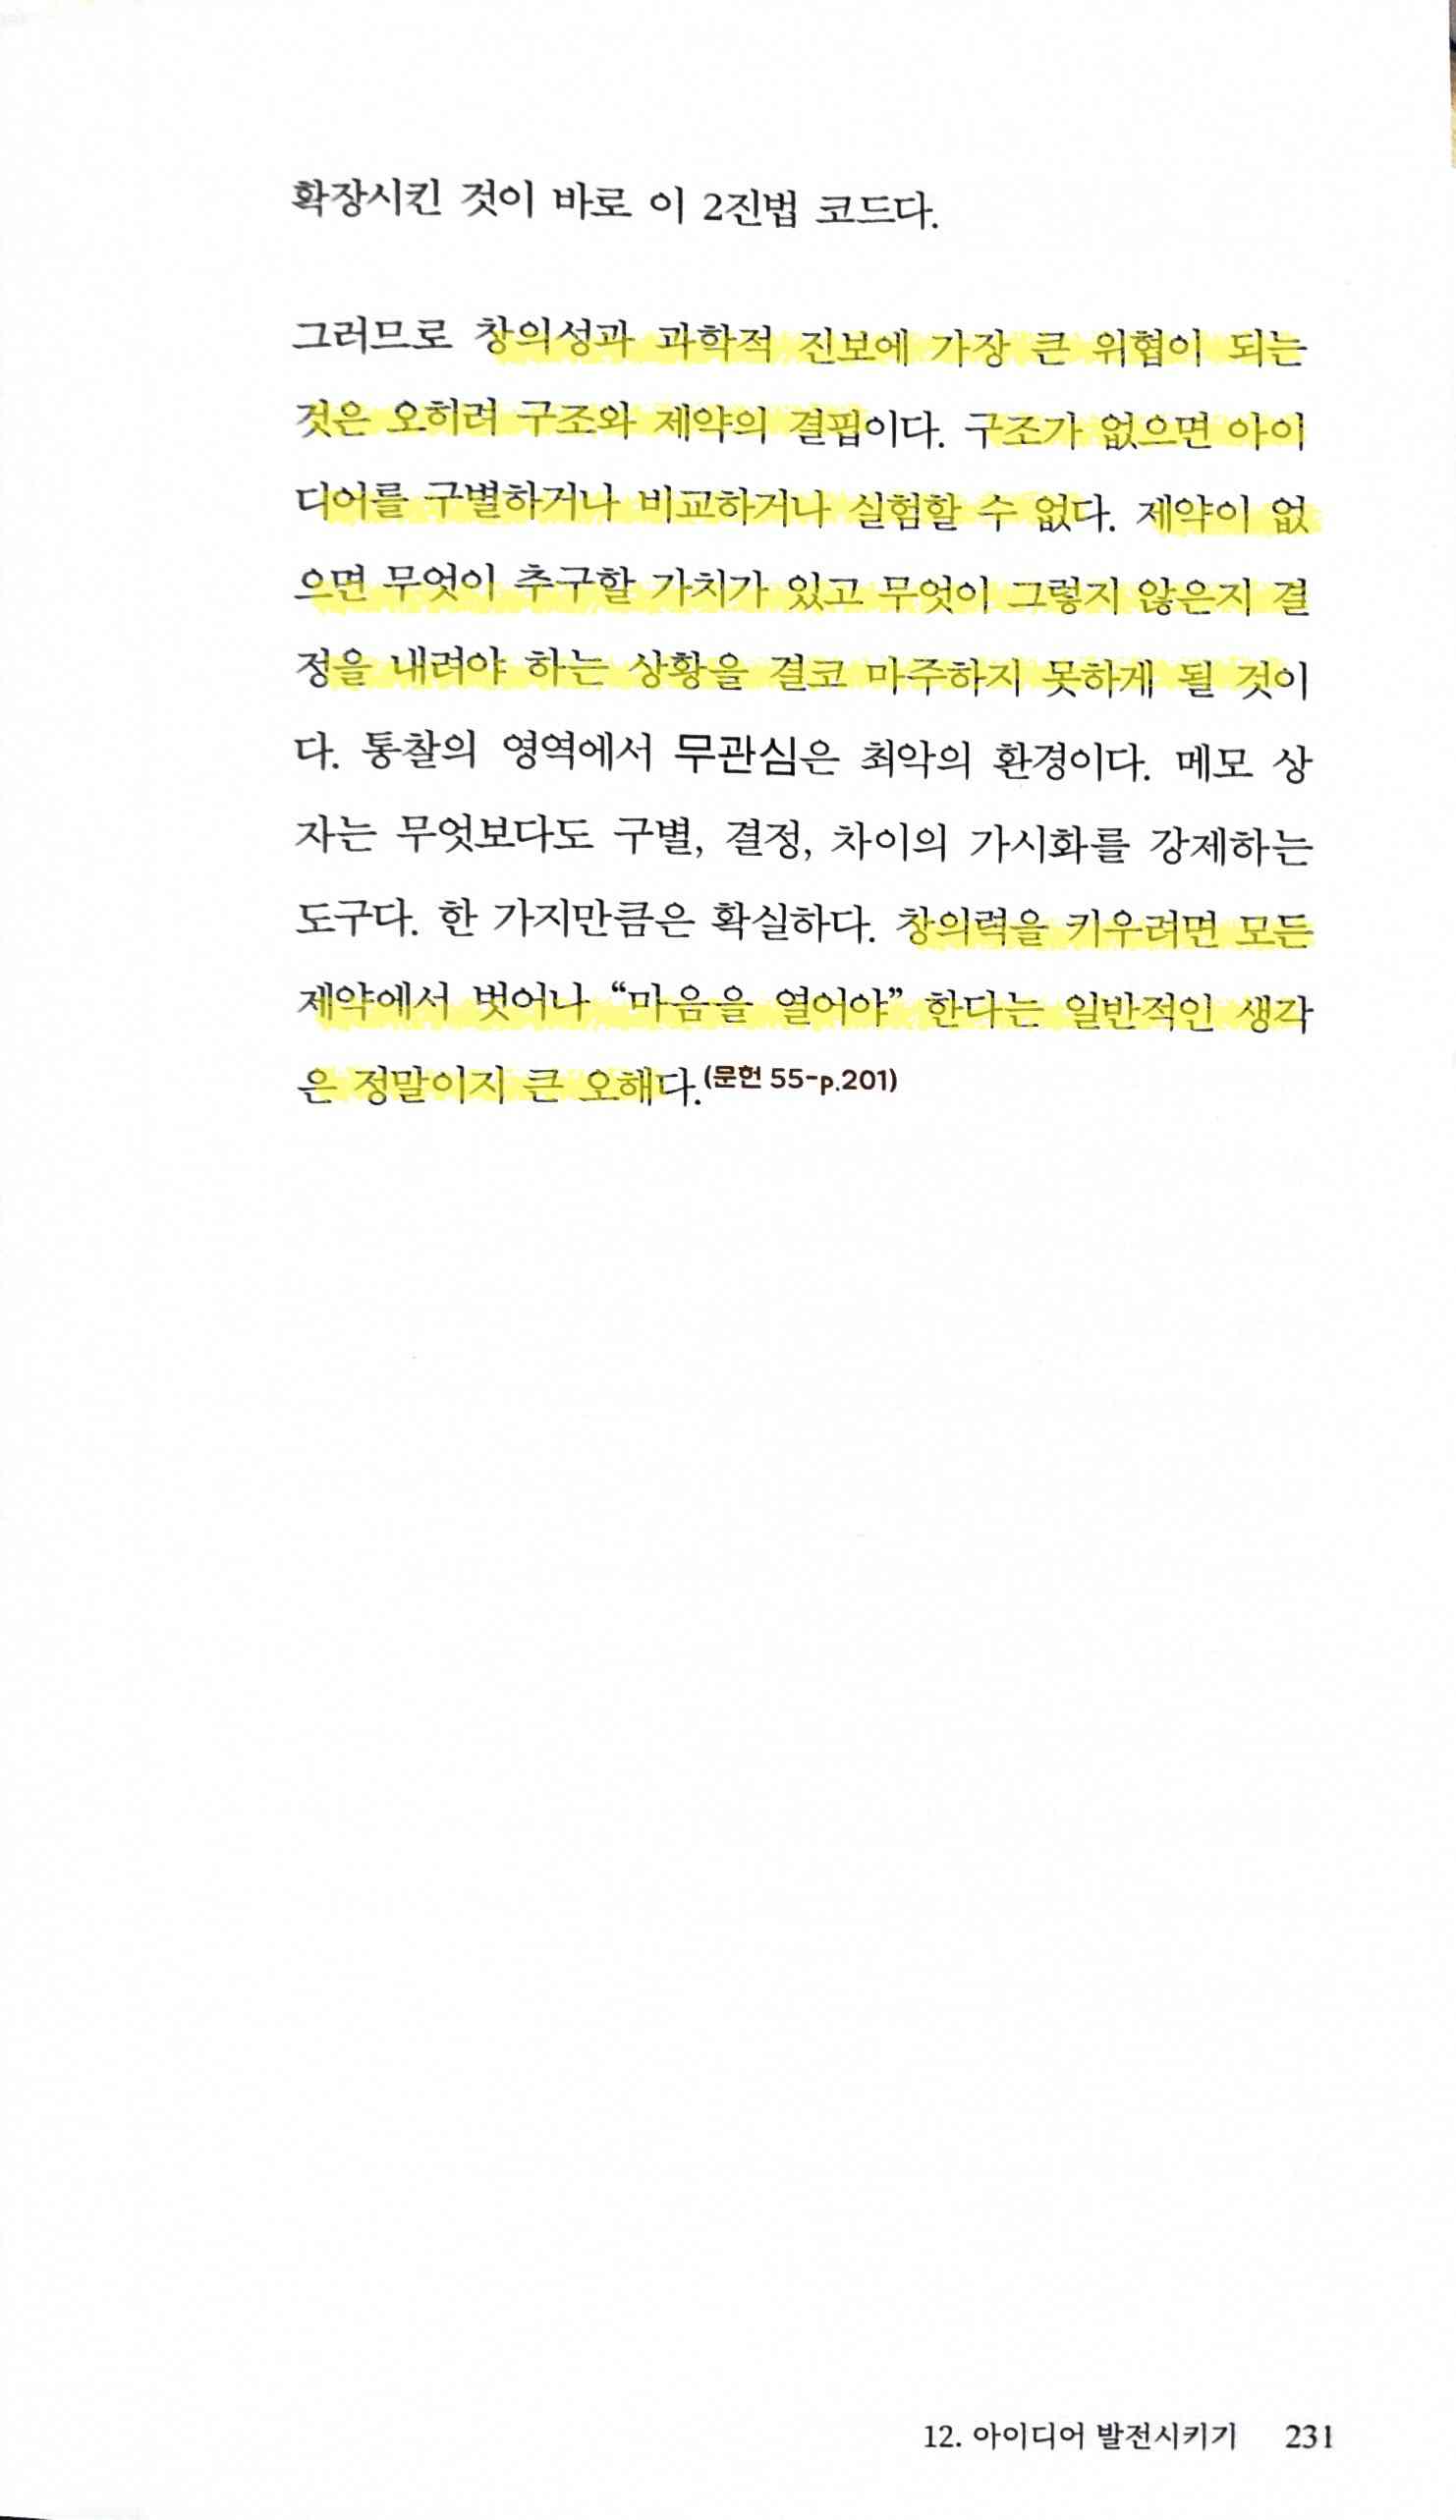 확장시킨 것이 바로 이 2진법 코드다.
그러므로 창의성과 과학적 진보에 가장 큰 위협이 되는
것은 오히려 구조와 제약의 결핍이다. 구조가 없으면 아이
디어를 구별하거나 비교하거나 실험할 수 없다. 제약이 없
으면 무엇이 추구할 가치가 있고 무엇이 그렇지 않은지 결
정을 내려야 하는 상황을 결코 마주하지 못하게 될 것이
다. 통찰의 영역에서 무관심은 최악의 환경이다. 메모 상
자는 무엇보다도 구별, 결정, 차이의 가시화를 강제하는
도구다. 한 가지만큼은 확실하다. 창의력을 키우려면 모든
제약에서 벗어나 “마음을 열어야” 한다는 일반적인 생각
은 정말이지 큰 오해다.(문헌 55-p.201)
12. 아이디어 발전시키기 231